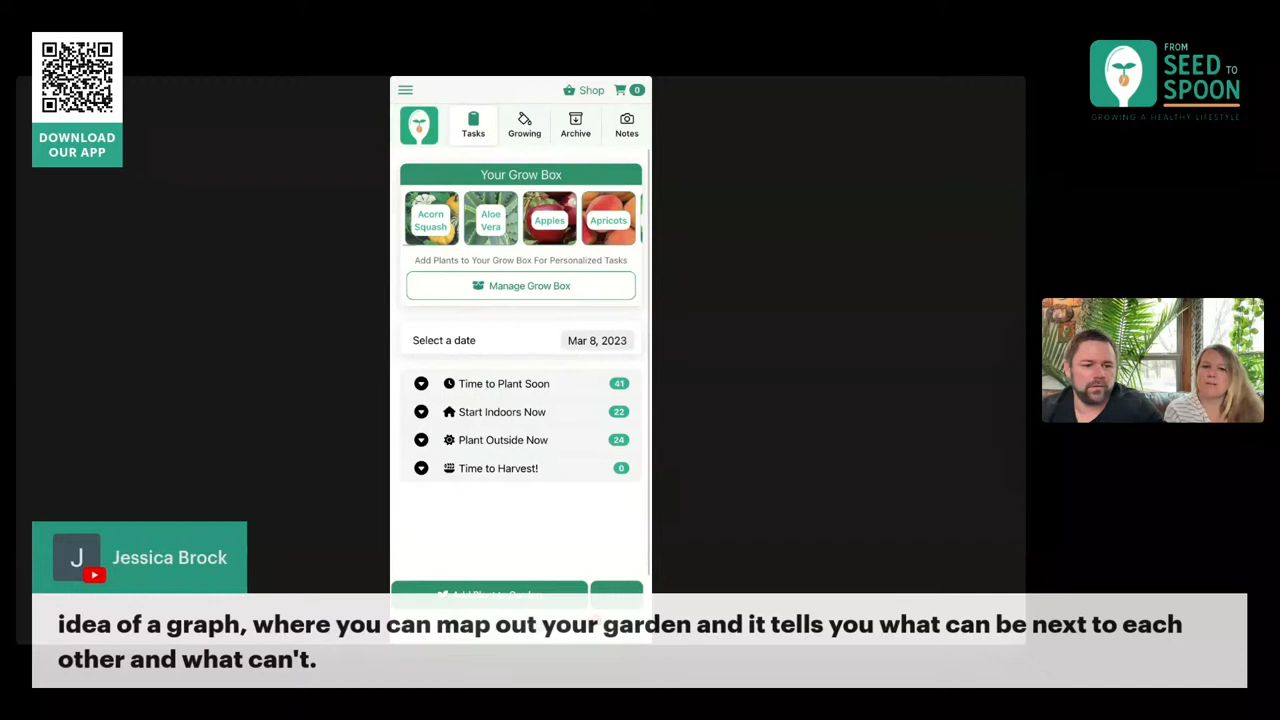 DOWNLOAD
OUR APP
FROM
SEED TO
SPOON
GROWING A HEALTHY LIFESTYLE
Shop
0
Tasks
Growing
Archive
Notes
Your Grow Box
Acorn
Squash
Aloe
Vera
Apples
Apricots
Add Plants to Your Grow Box For Personalized Tasks
Manage Grow Box
Select a date
Mar 8, 2023
Time to Plant Soon
41
Start Indoors Now
22
Plant Outside Now
24
Time to Harvest!
0
Add Plant to Garden
J
Jessica Brock
idea of a graph, where you can map out your garden and it tells you what can be next to each
other and what can't.